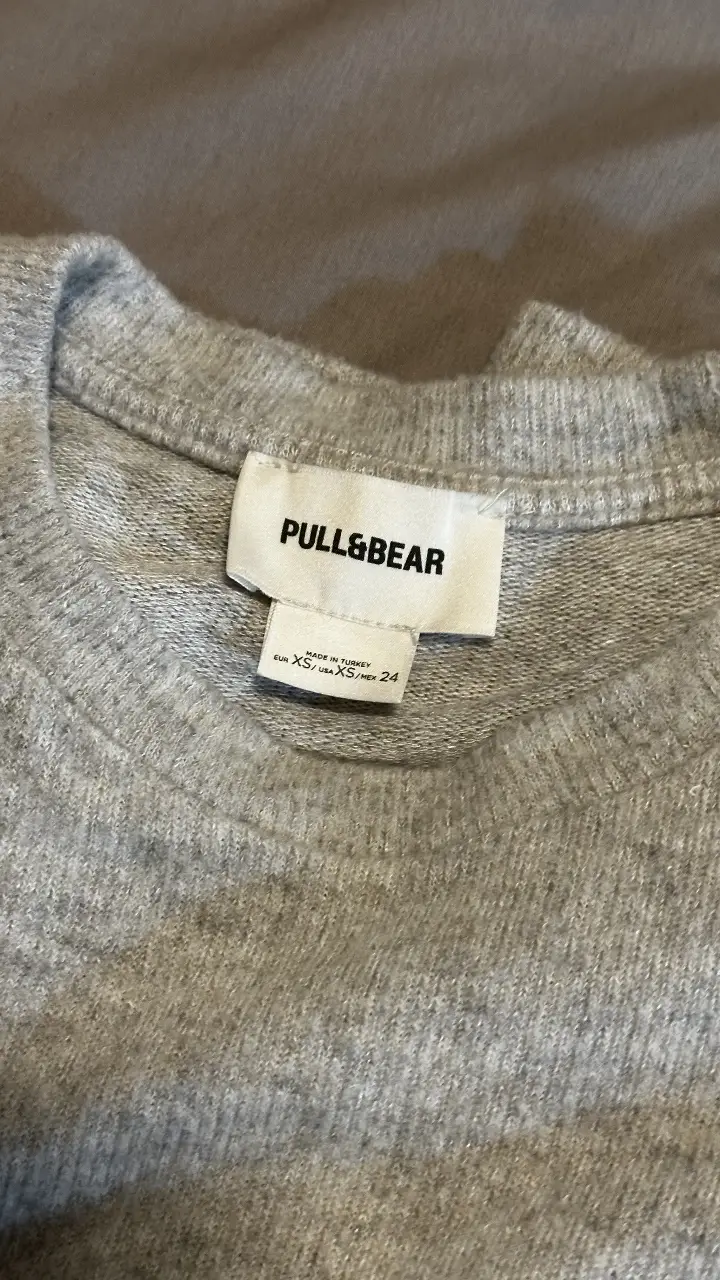 PULL&BEAR
MADE IN TURKEY
EUR XS/ USA XS/MEX 24